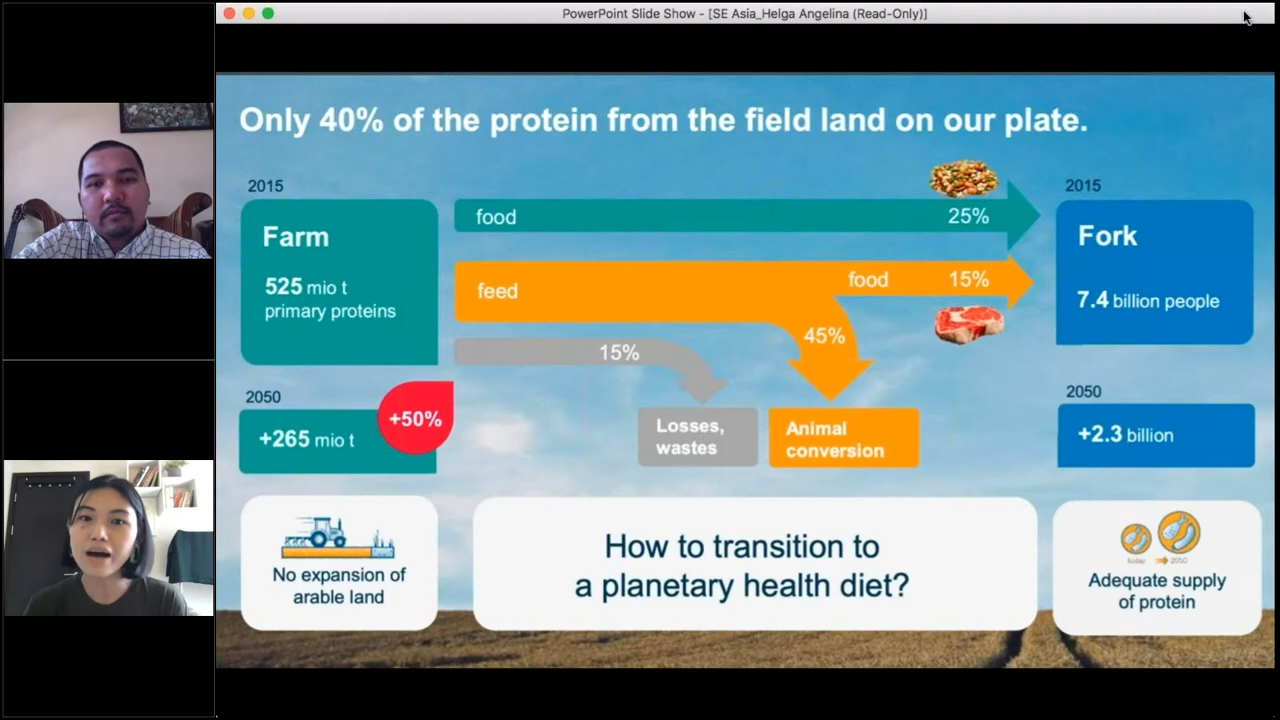 PowerPoint Slide Show - [SE Asia_Helga Angelina (Read-Only)]
Only 40% of the protein from the field land on our plate.
2015
Farm
525 mio t
primary proteins
food
25%
feed
food
15%
45%
15%
Losses,
wastes
Animal
conversion
2015
Fork
7.4 billion people
2050
+265 mio t
+50%
2050
+2.3 billion
No expansion of
arable land
How to transition to
a planetary health diet?
today
2050
Adequate supply
of protein